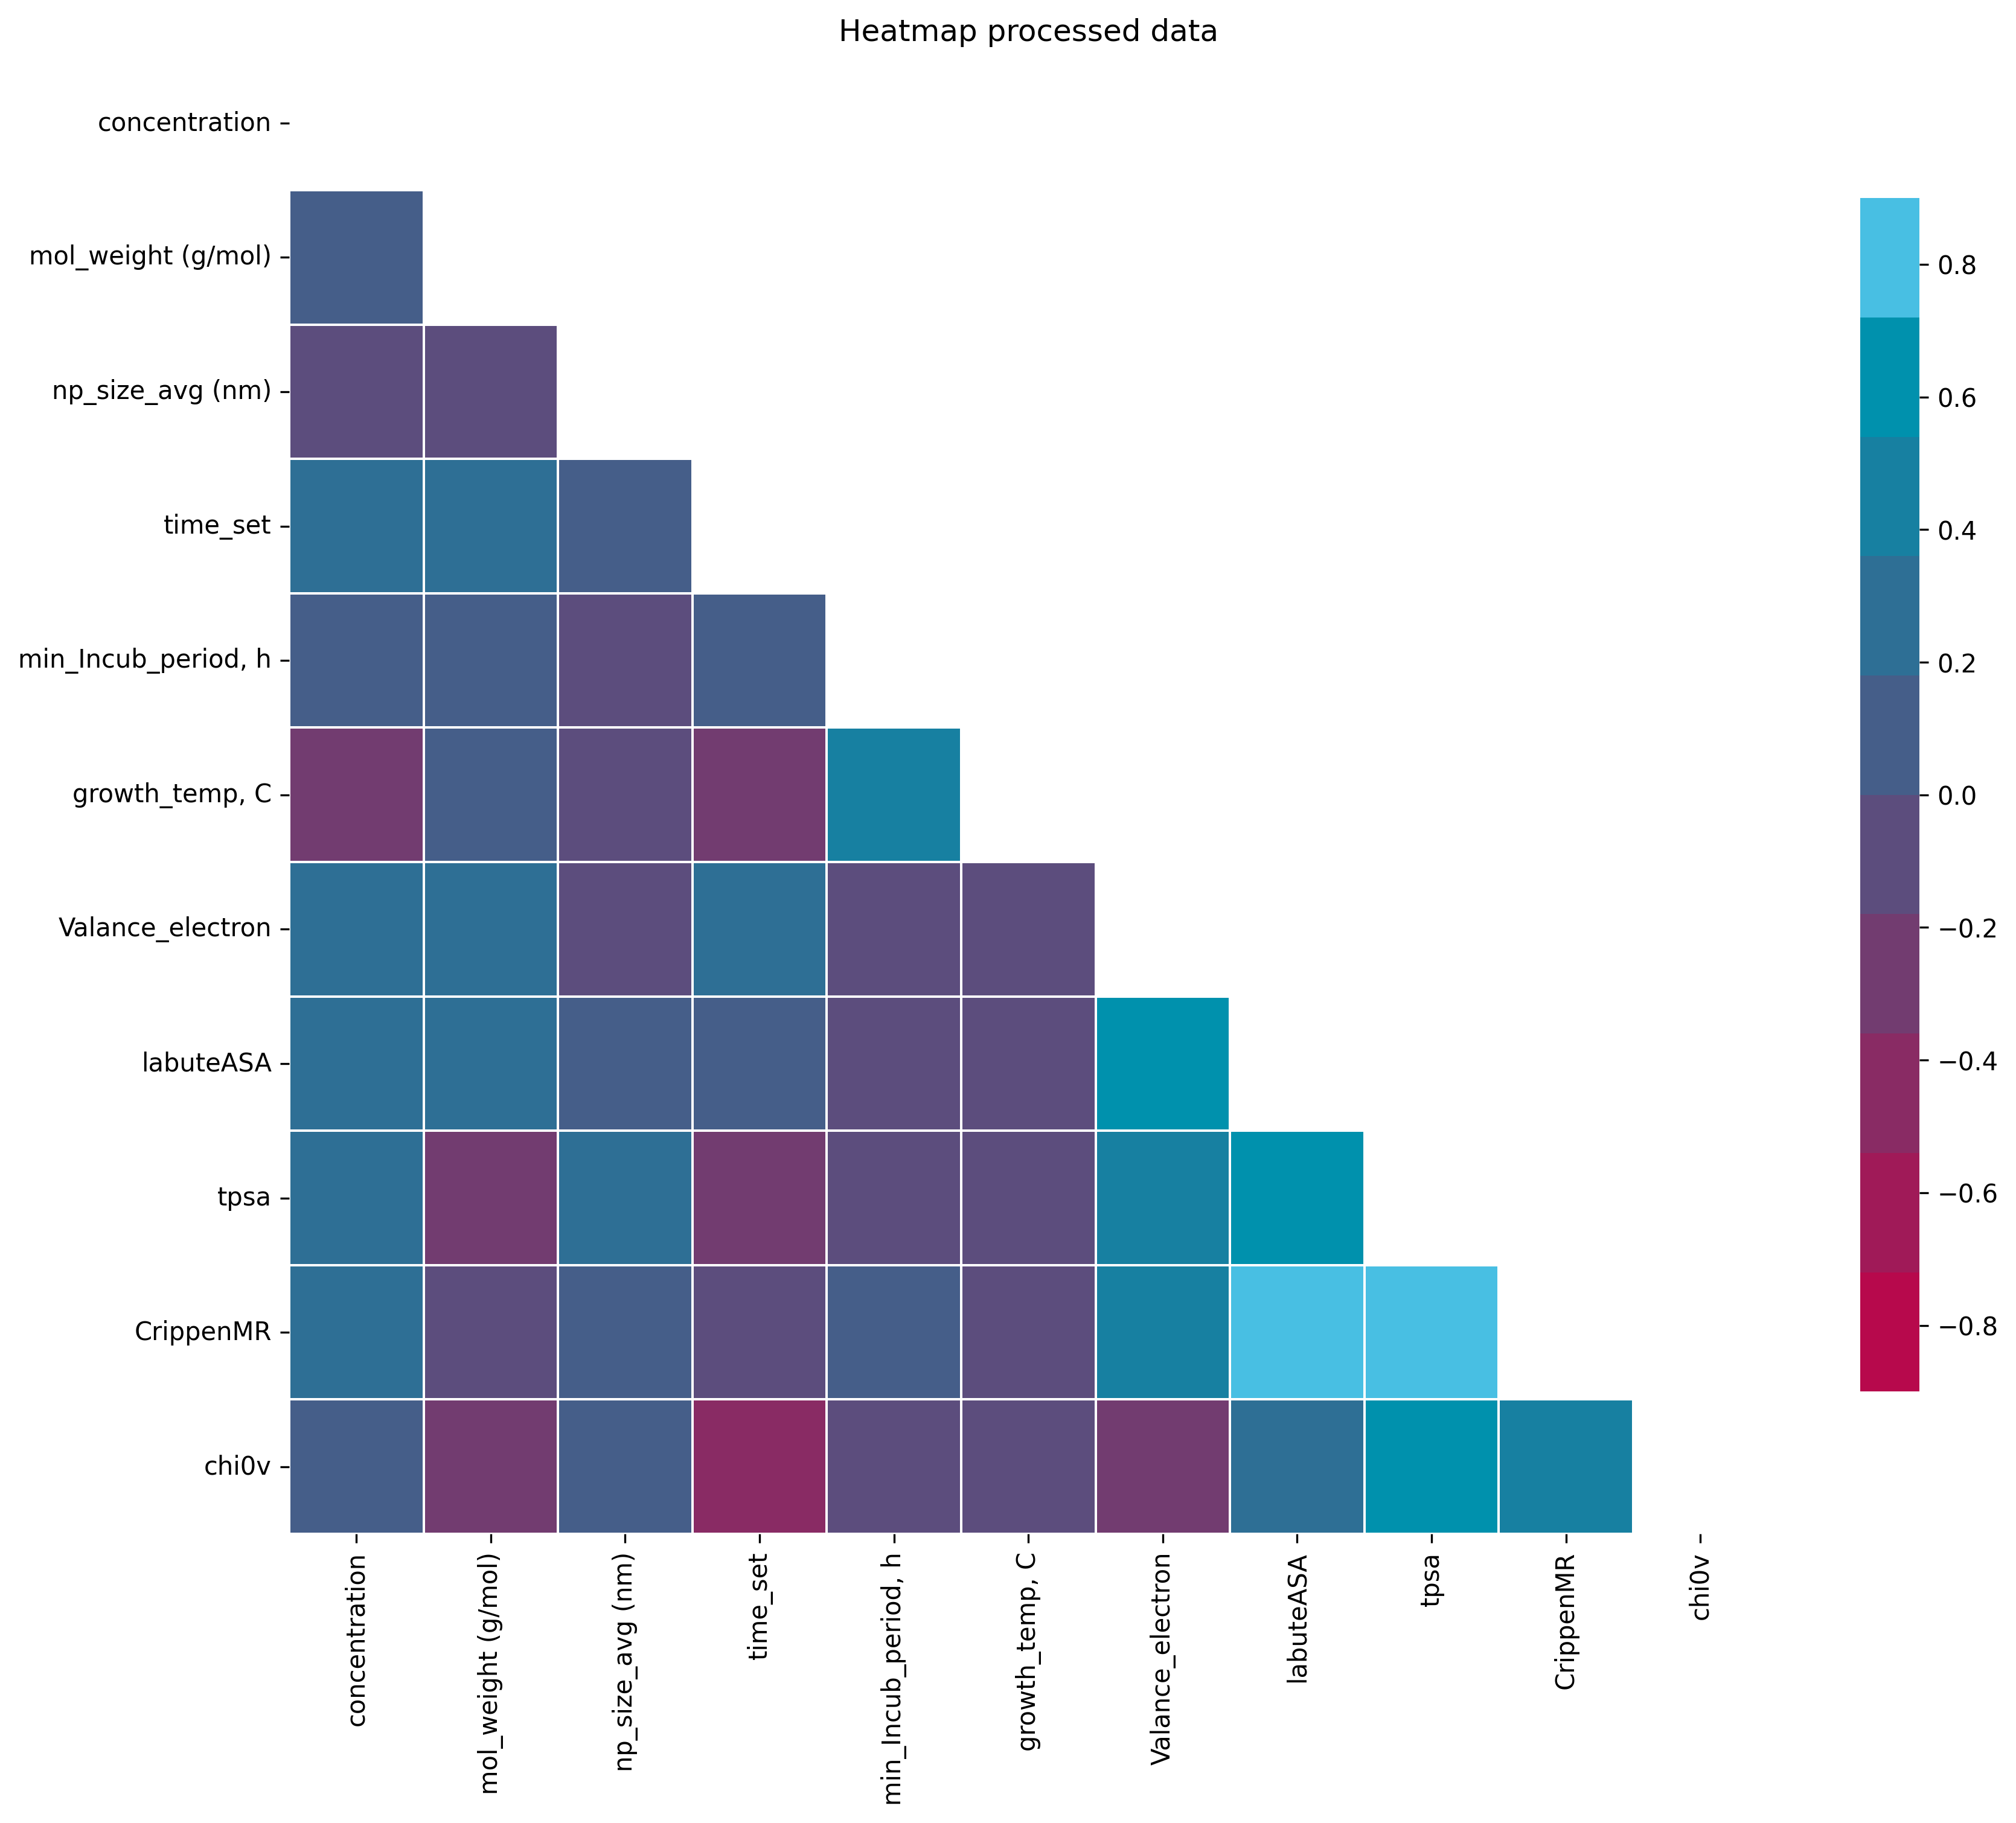 Heatmap processed data
concentration
mol_weight (g/mol)
np_size_avg (nm)
time_set
min_Incub_period, h
growth_temp, C
Valance_electron
labuteASA
tpsa
CrippenMR
chi0v
0.8
0.6
0.4
0.2
0.0
−0.2
−0.4
−0.6
−0.8
concentration
mol_weight (g/mol)
np_size_avg (nm)
time_set
min_Incub_period, h
growth_temp, C
Valance_electron
labuteASA
tpsa
CrippenMR
chi0v